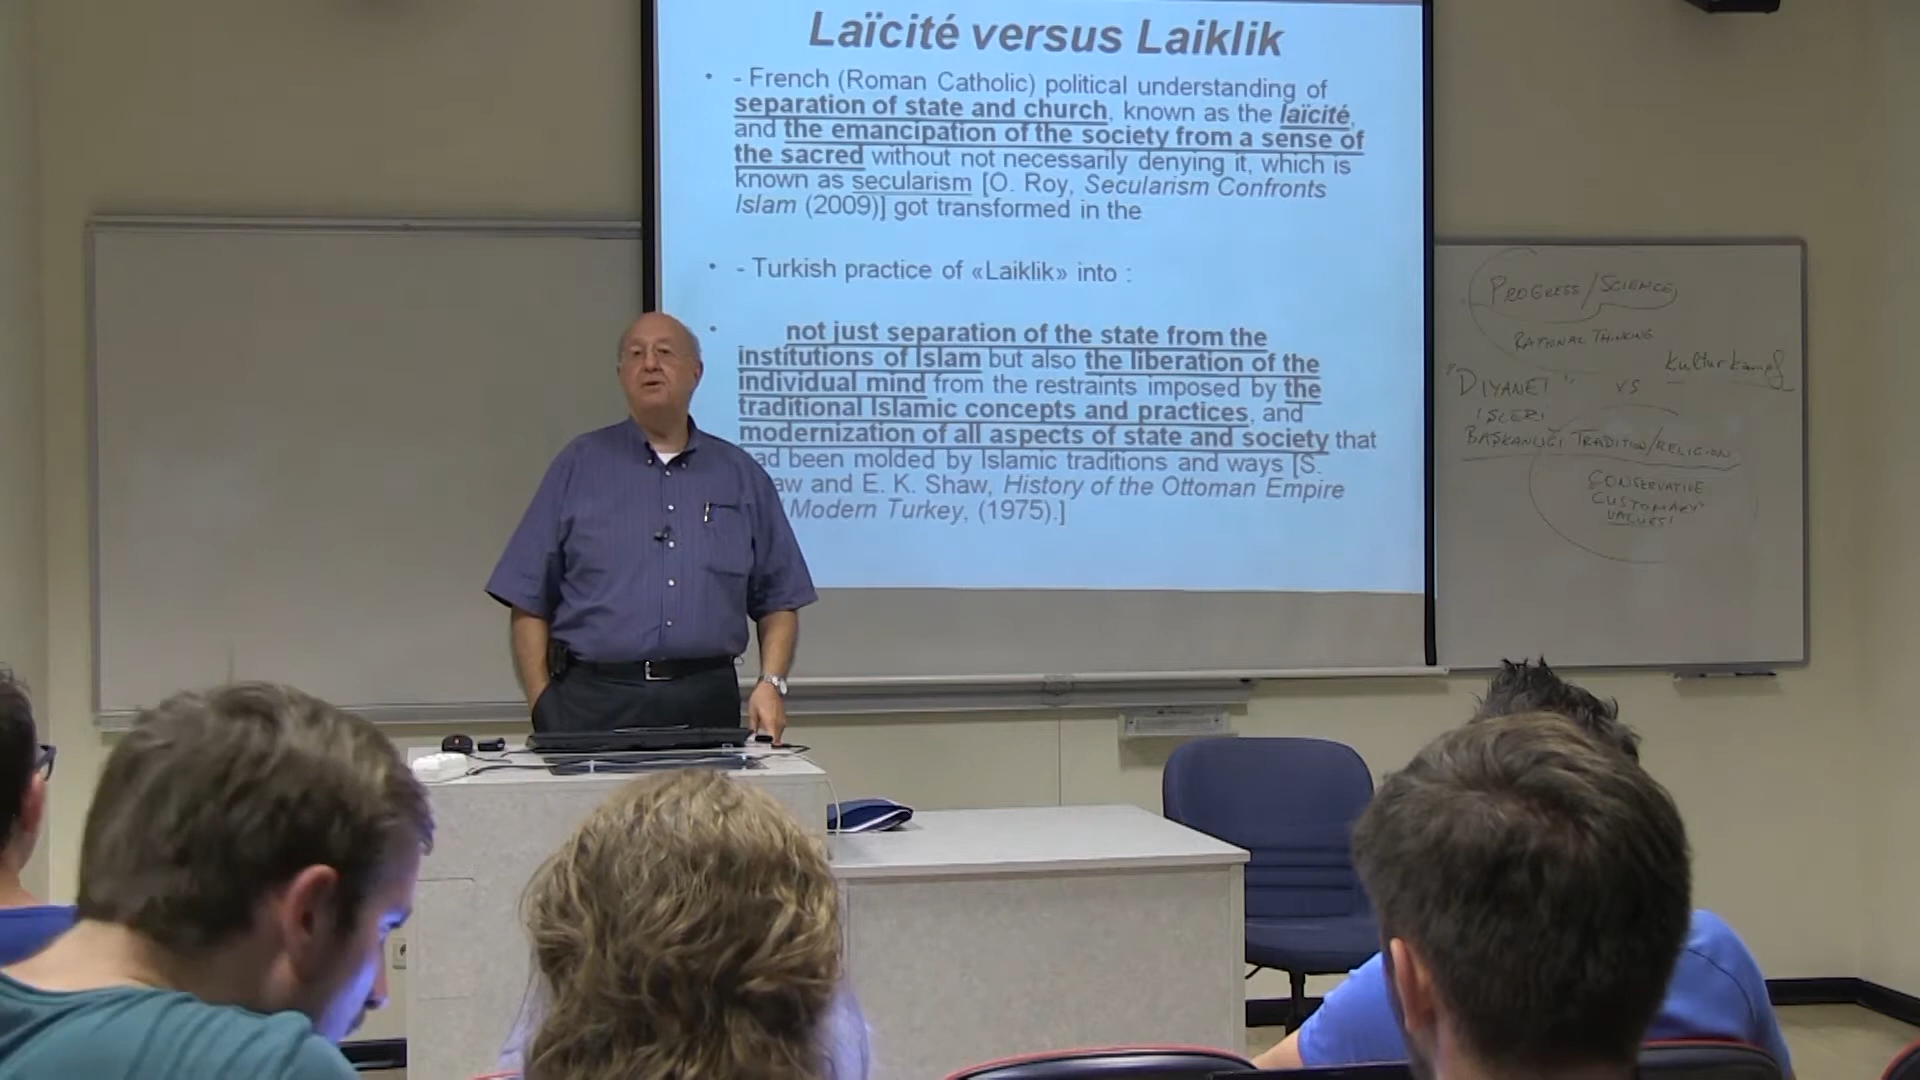 Laïcité versus Laiklik
• - French (Roman Catholic) political understanding of
separation of state and church, known as the laïcité,
and the emancipation of the society from a sense of
the sacred without not necessarily denying it, which is
known as secularism [O. Roy, Secularism Confronts
Islam (2009)] got transformed in the
• - Turkish practice of «Laiklik» into :
• not just separation of the state from the
institutions of Islam but also the liberation of the
individual mind from the restraints imposed by the
traditional Islamic concepts and practices, and
modernization of all aspects of state and society that
ad been molded by Islamic traditions and ways [S.
aw and E. K. Shaw, History of the Ottoman Empire
Modern Turkey, (1975).]
PROGRESS/SCIENCE
RATIONAL THINKING
Kulturkampf
"DIYANET" VS
İŞLERİ
BAŞKANLIĞI TRADITION/RELIGION
CONSERVATIVE
CUSTOMARY
VALUES!